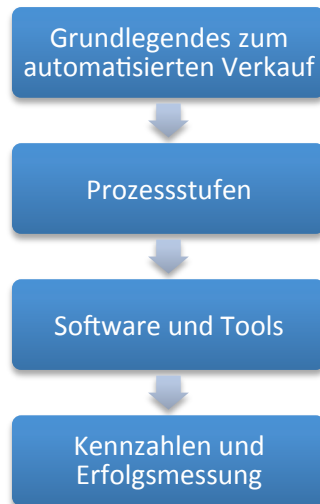 Grundlegendes zum
automatisierten Verkauf
Prozessstufen
Software und Tools
Kennzahlen und
Erfolgsmessung